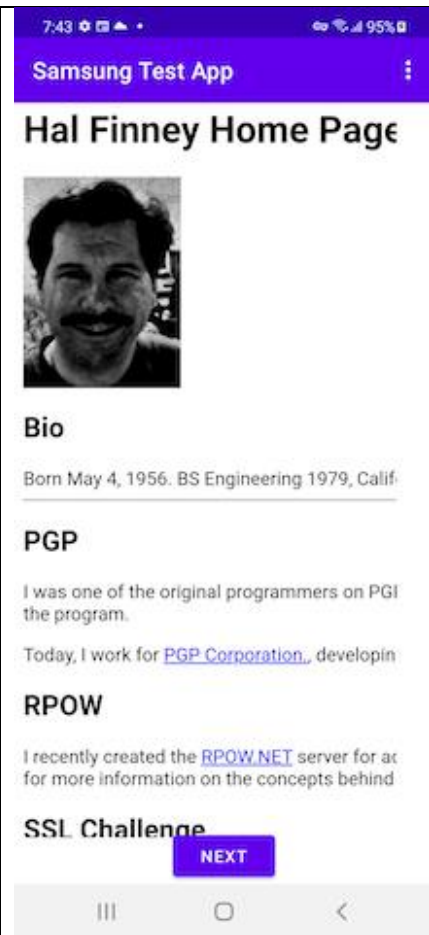 7:43 95%
Samsung Test App
Hal Finney Home Page
Bio
Born May 4, 1956. BS Engineering 1979, Calif
PGP
I was one of the original programmers on PG
the program.
Today, I work for PGP Corporation., developin
RPOW
I recently created the RPOW.NET server for a
for more information on the concepts behind
SSL Challenge
NEXT